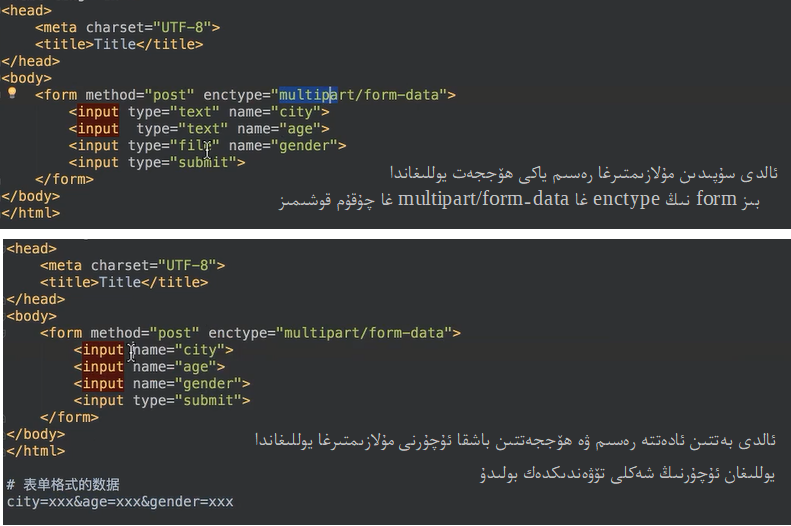 <head>
    <meta charset="UTF-8">
    <title>Title</title>
</head>
<body>
    <form method="post" enctype="multipart/form-data">
        <input type="text" name="city">
        <input  type="text" name="age">
        <input type="file" name="gender">
        <input type="submit">
    </form>
</body>
</html>
ئالدى سۇپىدىن مۇلازىمتىرغا رەسىم ياكى ھۆججەت يوللىغاندا
بىز form نىڭ enctype غا multipart/form-data غا چوقۇم قوشىمىز
<head>
    <meta charset="UTF-8">
    <title>Title</title>
</head>
<body>
    <form method="post" enctype="multipart/form-data">
        <input name="city">
        <input name="age">
        <input name="gender">
        <input type="submit">
    </form>
</body>
</html>
ئالدى بەتتىن ئادەتتە رەسىم ۋە ھۆججەتتىن باشقا ئۇچۇرنى مۇلازىمتىرغا يوللىغاندا
يوللىغان ئۇچۇرنىڭ شەكلى تۆۋەندىكىدەك بولىدۇ
# 表单格式的数据
city=xxx&age=xxx&gender=xxx